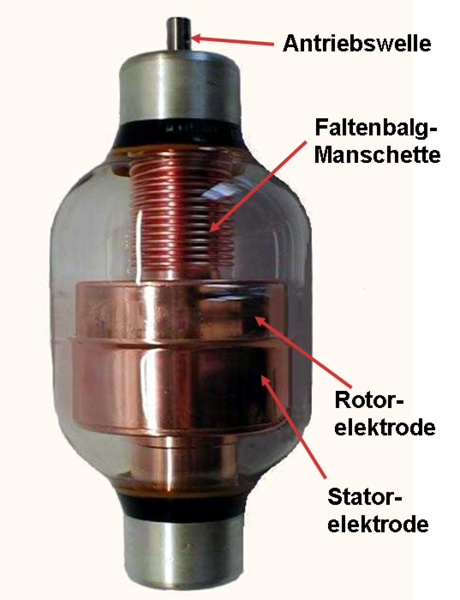 Antriebswelle
Faltenbalg-
Manschette
Rotor-
elektrode
Stator-
elektrode